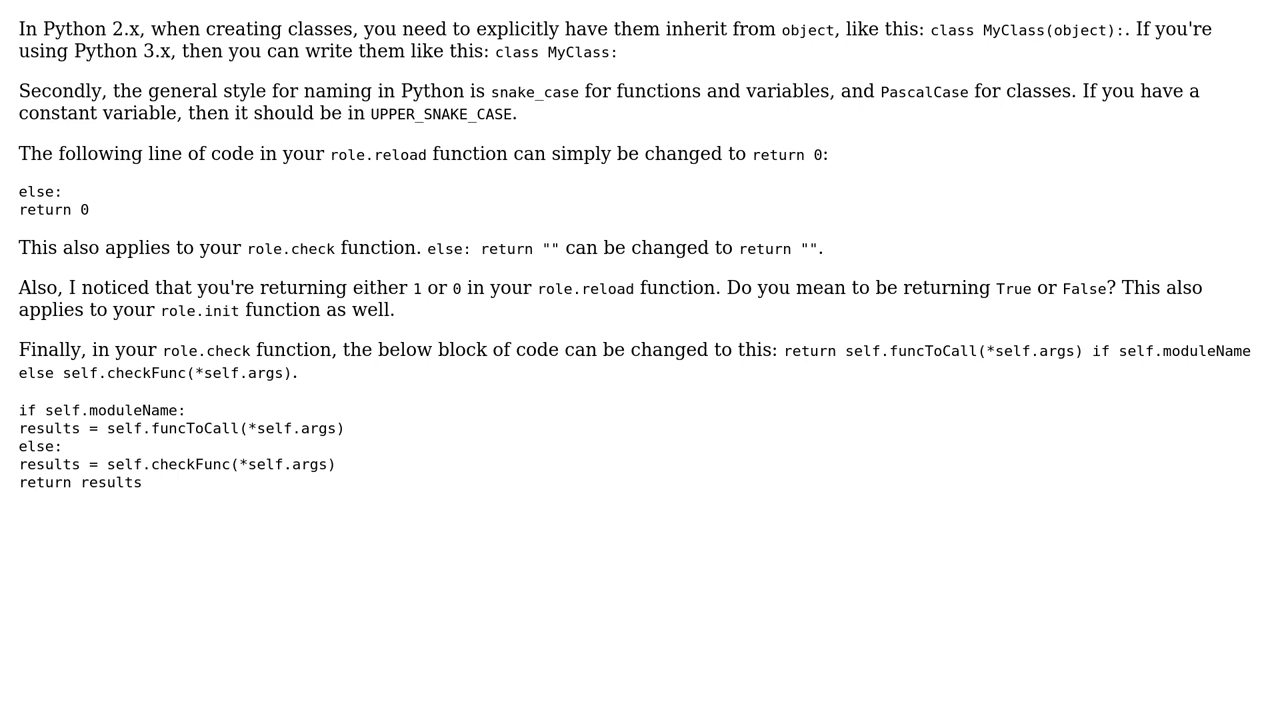 In Python 2.x, when creating classes, you need to explicitly have them inherit from object, like this: class MyClass(object):. If you're
using Python 3.x, then you can write them like this: class MyClass:
Secondly, the general style for naming in Python is snake_case for functions and variables, and PascalCase for classes. If you have a
constant variable, then it should be in UPPER_SNAKE_CASE.
The following line of code in your role.reload function can simply be changed to return 0:
else:
return 0
This also applies to your role.check function. else: return "" can be changed to return "".
Also, I noticed that you're returning either 1 or 0 in your role.reload function. Do you mean to be returning True or False? This also
applies to your role.init function as well.
Finally, in your role.check function, the below block of code can be changed to this: return self.funcToCall(*self.args) if self.moduleName
else self.checkFunc(*self.args).
if self.moduleName:
results = self.funcToCall(*self.args)
else:
results = self.checkFunc(*self.args)
return results